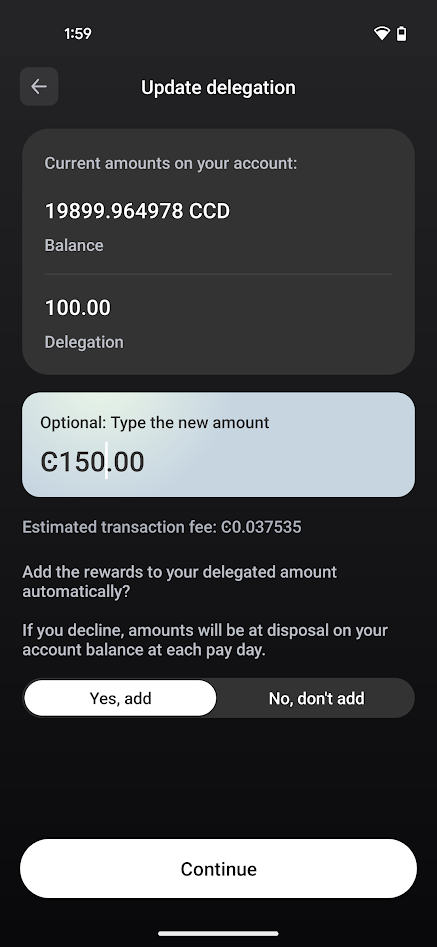 1:59
Update delegation
Current amounts on your account:
19899.964978 CCD
Balance
100.00
Delegation
Optional: Type the new amount
Ͼ150.00
Estimated transaction fee: Ͼ0.037535
Add the rewards to your delegated amount
automatically?
If you decline, amounts will be at disposal on your
account balance at each pay day.
Yes, add
No, don't add
Continue